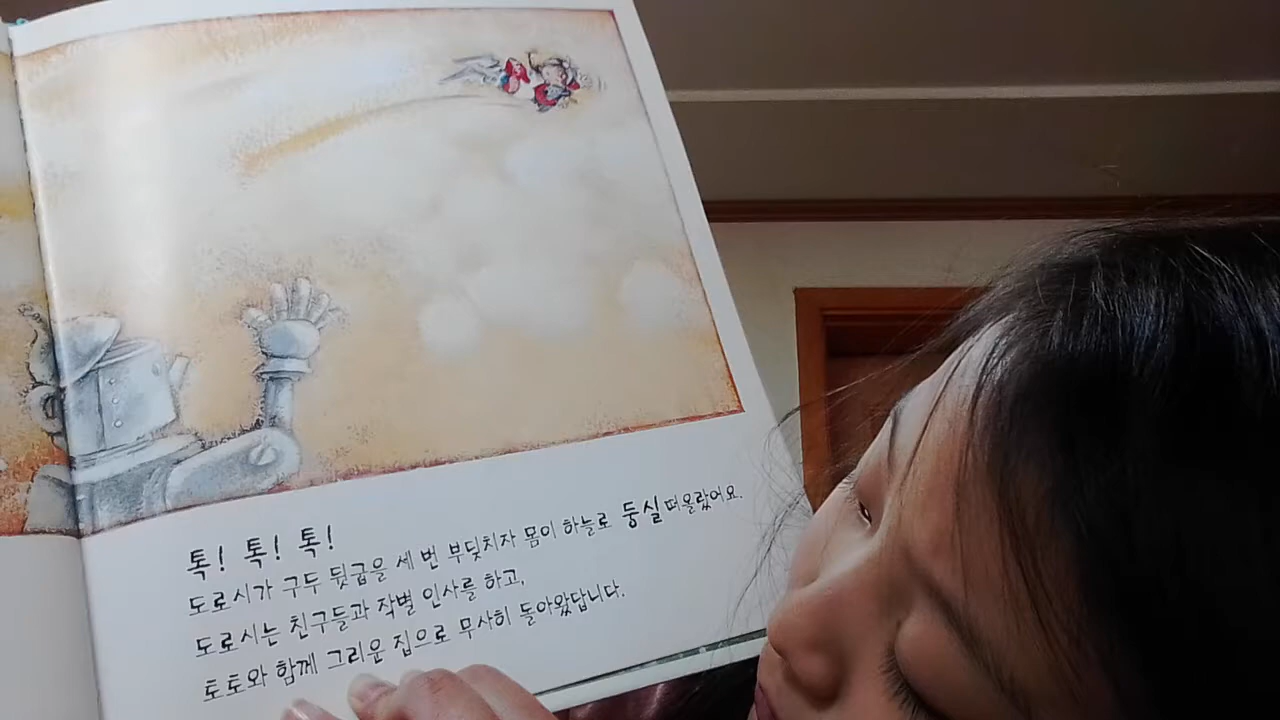 톡! 톡! 톡!
도로시가 구두 뒷굽을 세 번 부딪치자 몸이 하늘로 둥실 떠올랐어요.
도로시는 친구들과 작별 인사를 하고,
토토와 함께 그리운 집으로 무사히 돌아왔답니다.